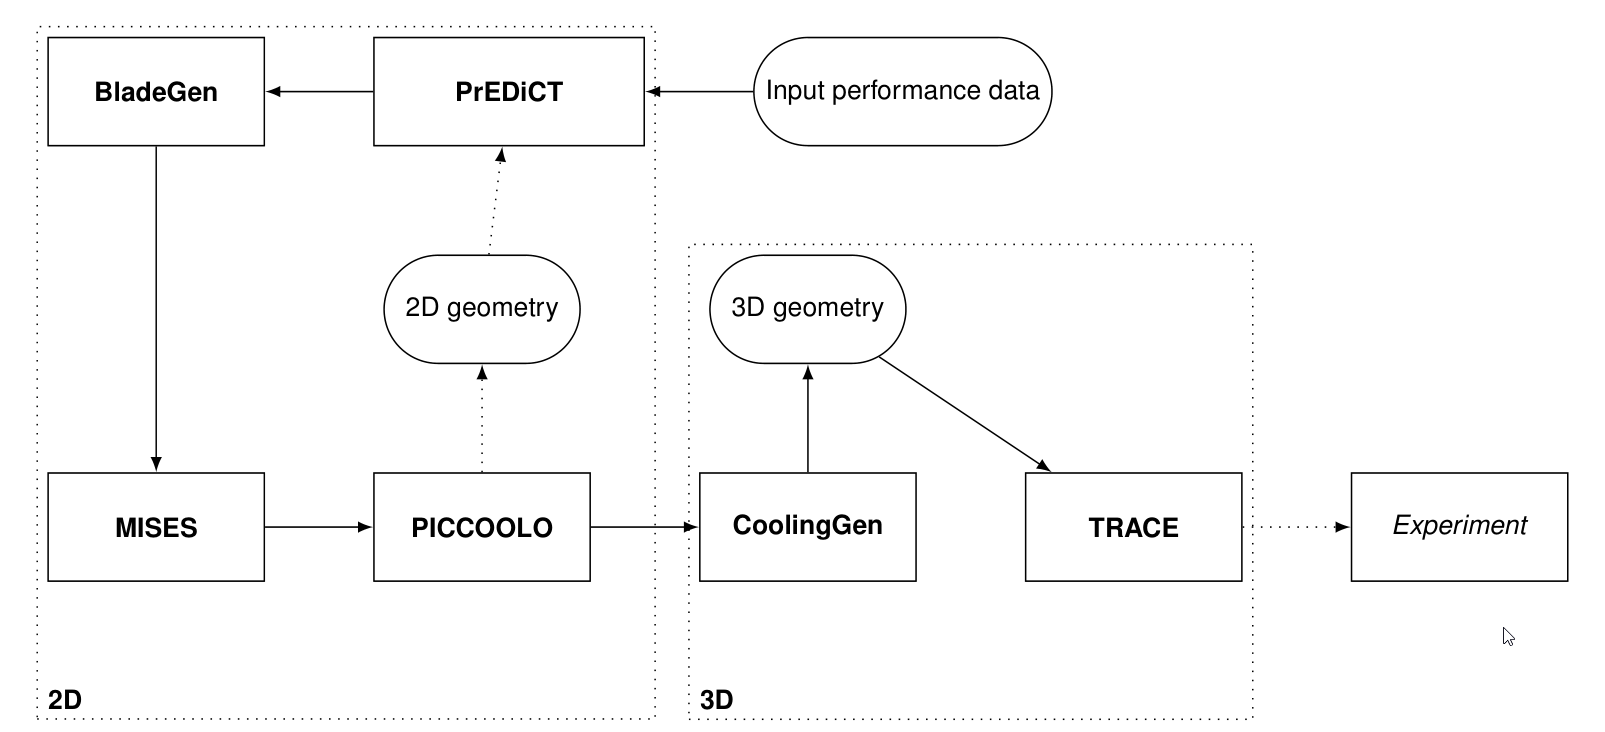 BladeGen
PrEDiCT
Input performance data
2D geometry
3D geometry
MISES
PICCOOLO
CoolingGen
TRACE
Experiment
2D
3D